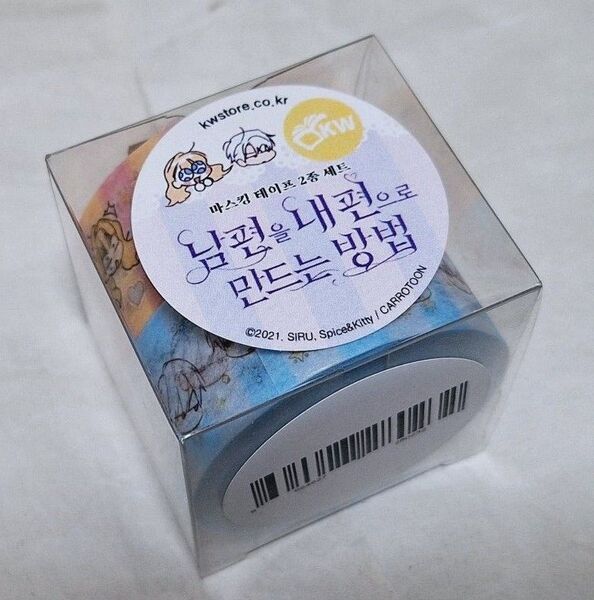 kwstore.co.kr
KW
마스킹 테이프 2종 세트
남편을 내편으로
만드는 방법
©2021. SIRU, Spice&Kitty / CARROTOON